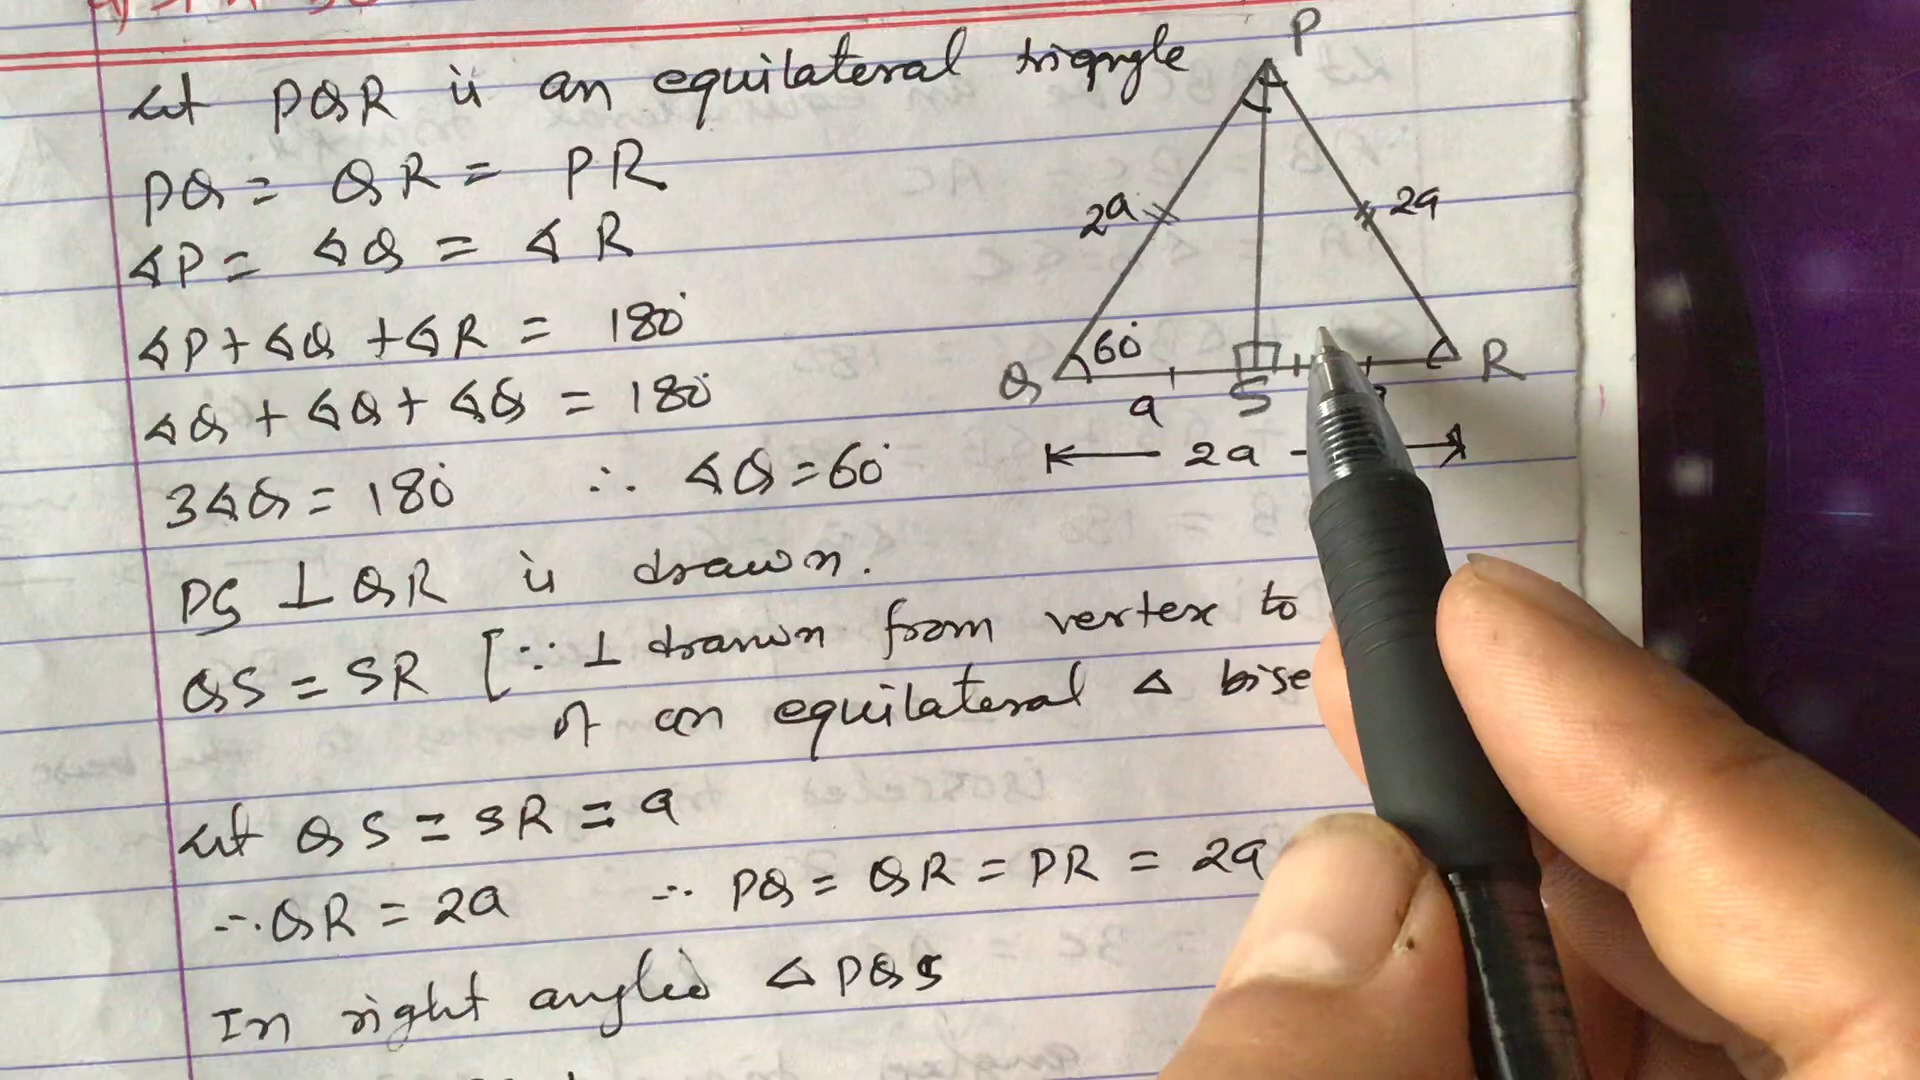 Let PQR is an equilateral triangle
PQ = QR = PR
∡P = ∡Q = ∡R
∡P + ∡Q + ∡R = 180°
∡Q + ∡Q + ∡Q = 180°
3∡Q = 180° ∴ ∡Q = 60°
PS ⊥ QR is drawn.
QS = SR [∵ ⊥ drawn from vertex to
of an equilateral △ bise
Let QS = SR = a
∴ QR = 2a ∴ PQ = QR = PR = 2a
In right angled △ PQS
P
2a 2a
60°
Q S R
a
2a